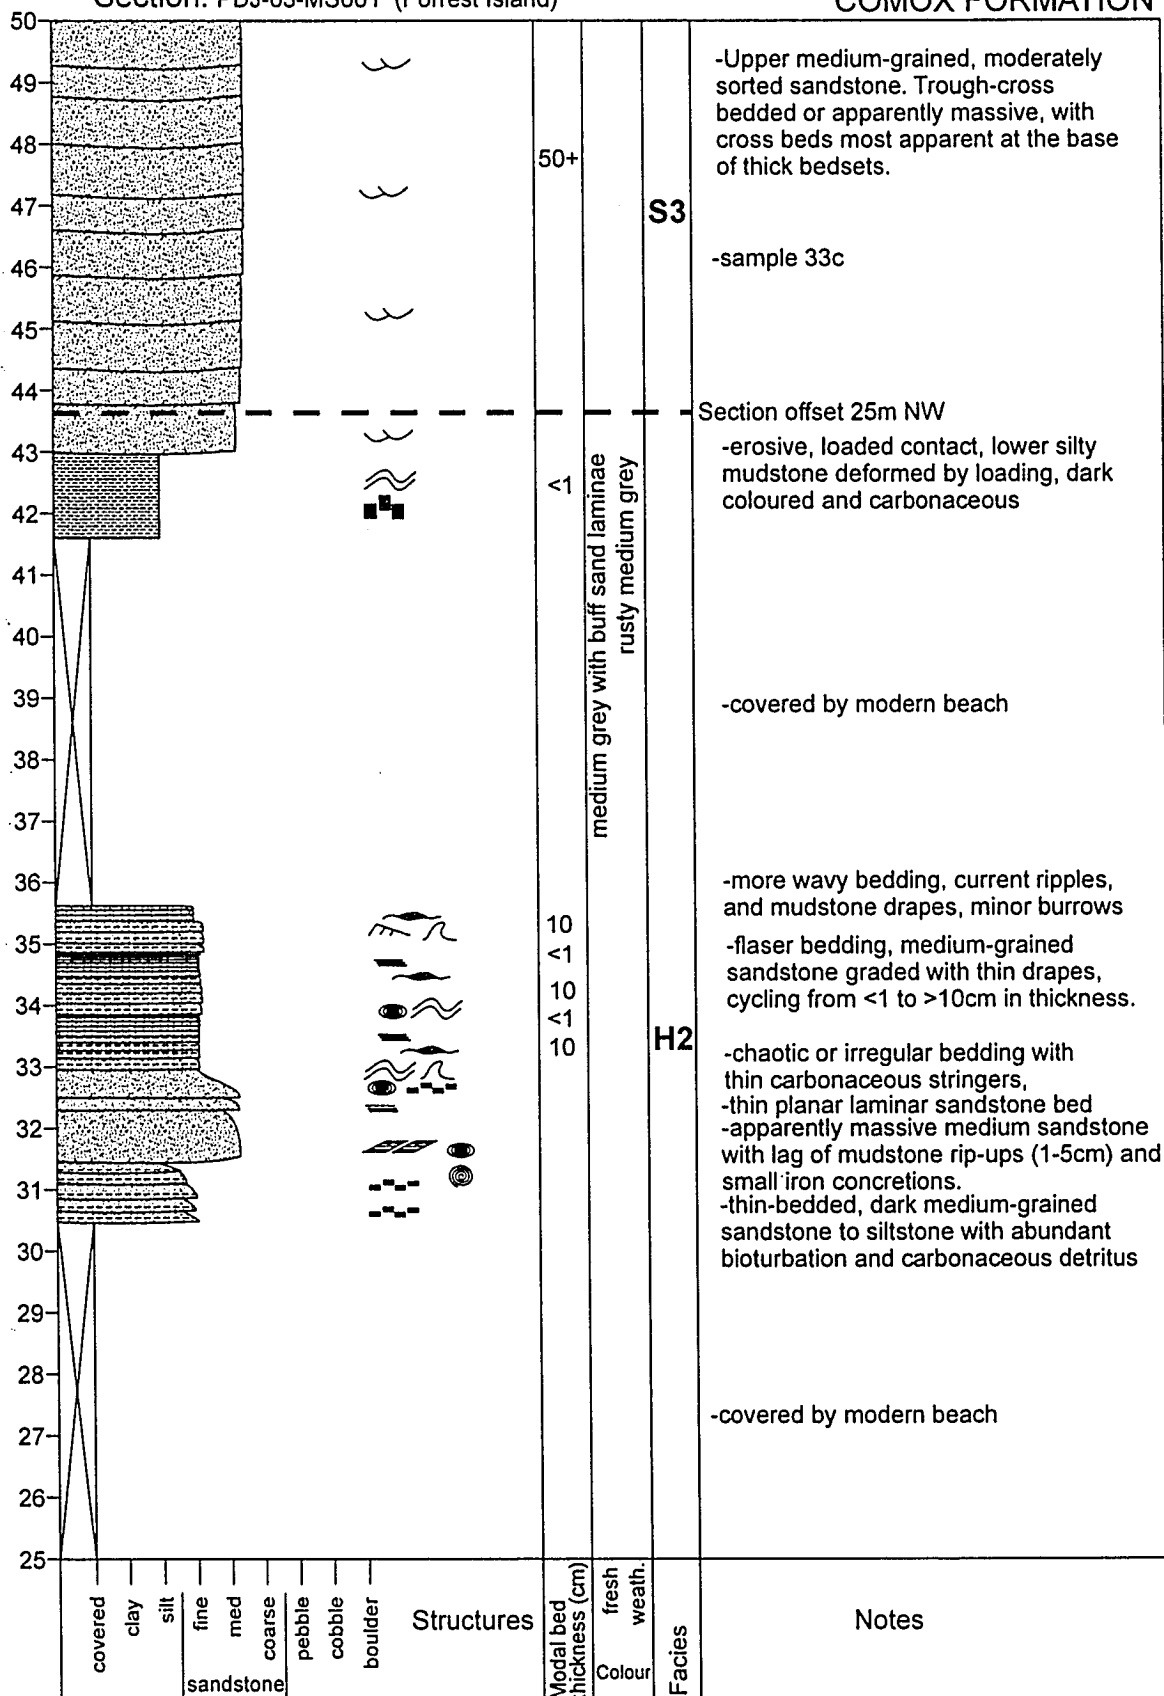 Section: PDJ-03-MS001 (Forrest Island)
COMOX FORMATION
50
49
48
47
46
45
44
43
42
41
40
39
38
37
36
35
34
33
32
31
30
29
28
27
26
25
50+
<1
10
<1
10
<1
10
medium grey with buff sand laminae
rusty medium grey
S3
H2
-Upper medium-grained, moderately
sorted sandstone. Trough-cross
bedded or apparently massive, with
cross beds most apparent at the base
of thick bedsets.
-sample 33c
Section offset 25m NW
-erosive, loaded contact, lower silty
mudstone deformed by loading, dark
coloured and carbonaceous
-covered by modern beach
-more wavy bedding, current ripples,
and mudstone drapes, minor burrows
-flaser bedding, medium-grained
sandstone graded with thin drapes,
cycling from <1 to >10cm in thickness.
-chaotic or irregular bedding with
thin carbonaceous stringers,
-thin planar laminar sandstone bed
-apparently massive medium sandstone
with lag of mudstone rip-ups (1-5cm) and
small iron concretions.
-thin-bedded, dark medium-grained
sandstone to siltstone with abundant
bioturbation and carbonaceous detritus
-covered by modern beach
covered
clay
silt
fine
med
coarse
pebble
cobble
boulder
sandstone
Structures
Modal bed
thickness (cm)
fresh
weath.
Colour
Facies
Notes